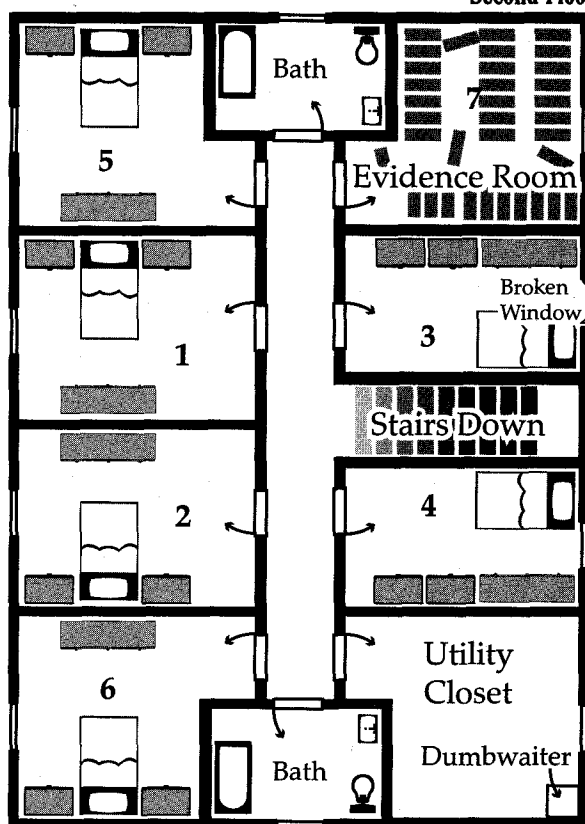 Bath
7
5
Evidence Room
Broken
Window
3
1
Stairs Down
2
4
6
Utility
Closet
Dumbwaiter
Bath